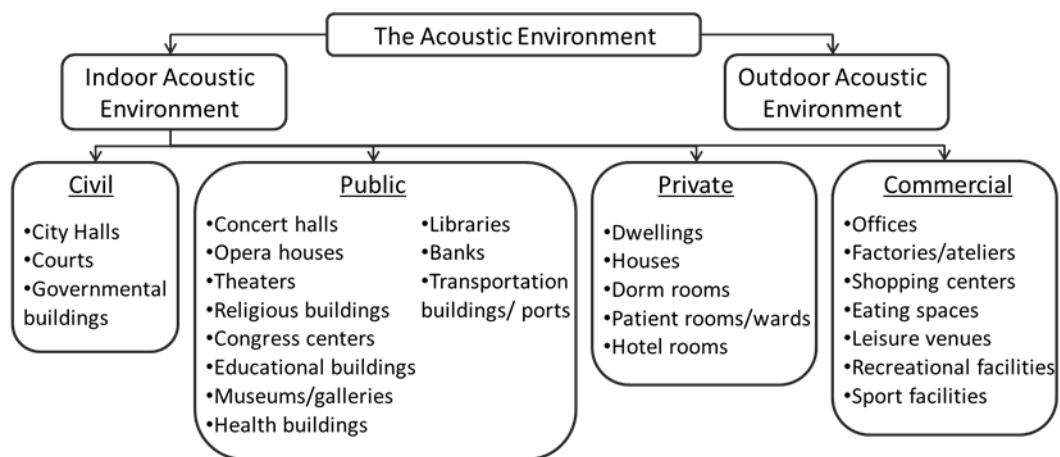 The Acoustic Environment
Indoor Acoustic
Environment
Outdoor Acoustic
Environment
Civil
•City Halls
•Courts
•Governmental
buildings
Public
•Concert halls
•Opera houses
•Theaters
•Religious buildings
•Congress centers
•Educational buildings
•Museums/galleries
•Health buildings
•Libraries
•Banks
•Transportation
buildings/ ports
Private
•Dwellings
•Houses
•Dorm rooms
•Patient rooms/wards
•Hotel rooms
Commercial
•Offices
•Factories/ateliers
•Shopping centers
•Eating spaces
•Leisure venues
•Recreational facilities
•Sport facilities